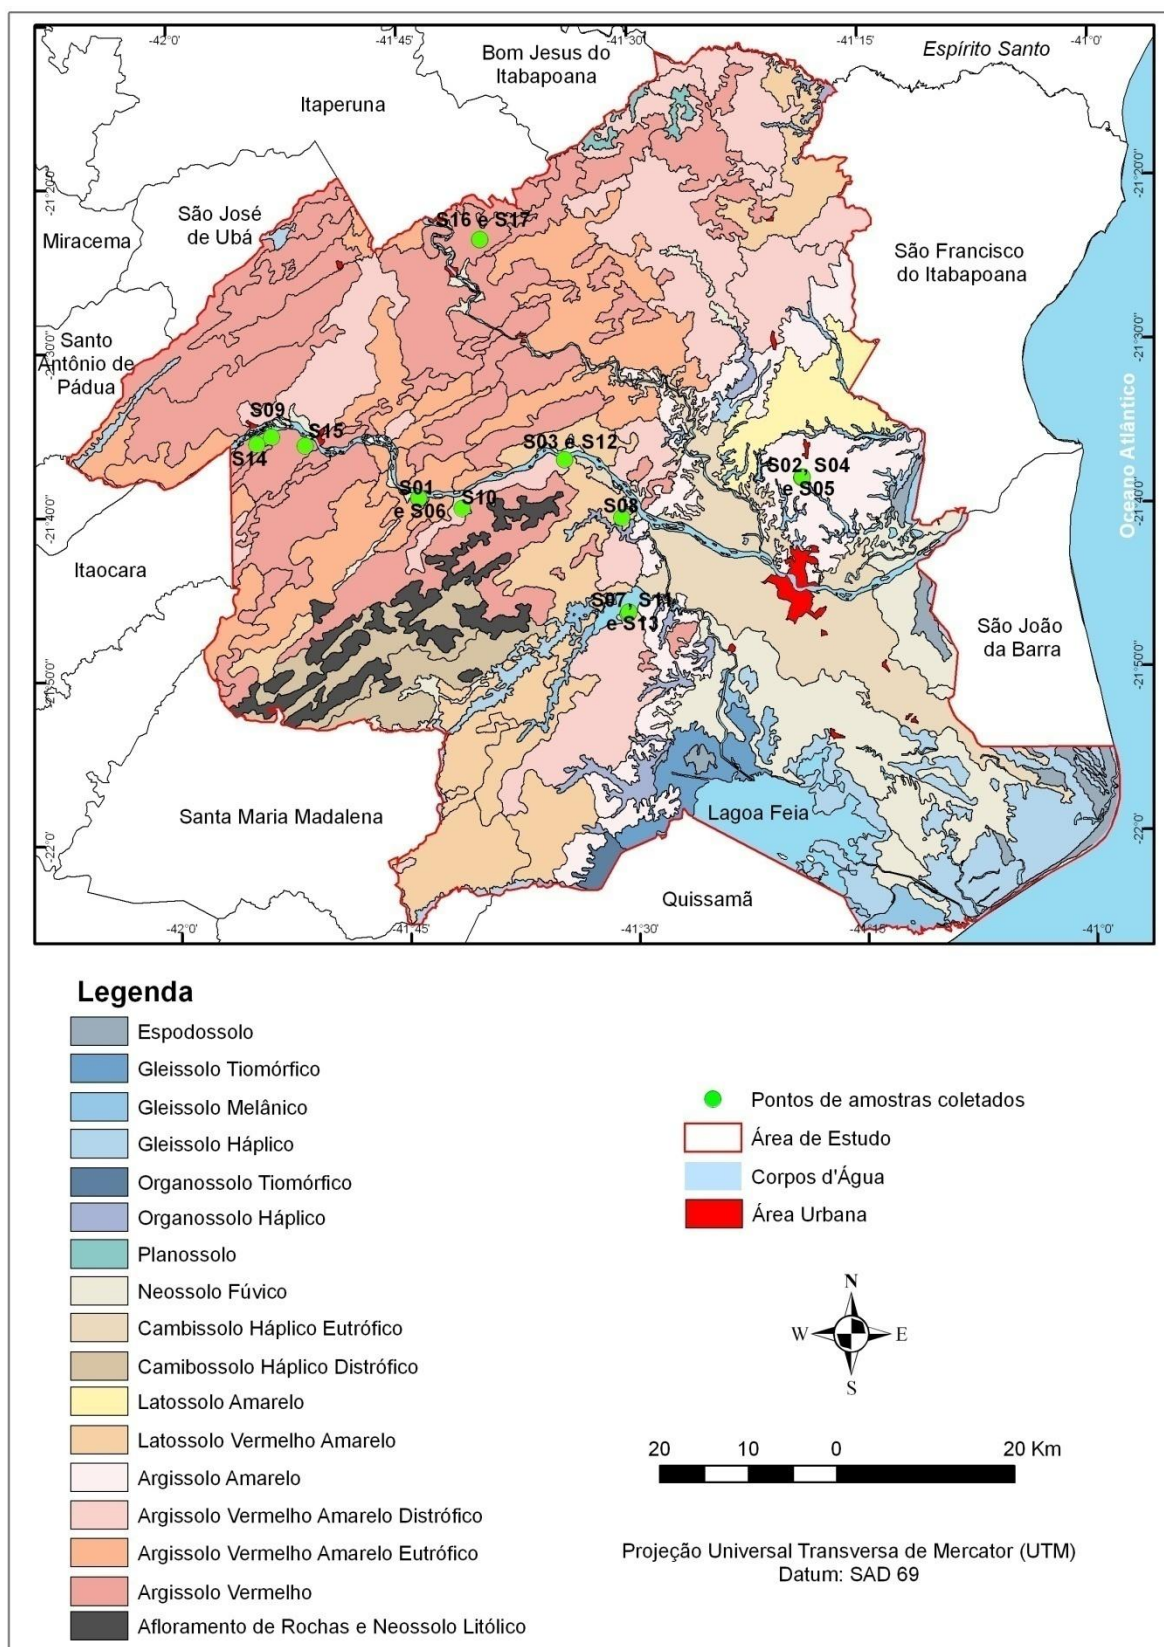 -42°0'
-41°45'
-41°30'
-41°15'
-41°0'
Bom Jesus do
Itabapoana
Espírito Santo
Itaperuna
-21°20'0"
-21°20'0"
São José
de Ubá
Miracema
S16 e S17
São Francisco
do Itabapoana
-21°30'0"
-21°30'0"
Santo
Antônio de
Pádua
Oceano Atlântico
S09
S15
S14
S03 e S12
S02, S04
e S05
S01
e S06
S10
S08
-21°40'0"
-21°40'0"
Itaocara
S07, S11
e S13
São João
da Barra
-21°50'0"
-21°50'0"
Santa Maria Madalena
Lagoa Feia
-22°0'
-22°0'
Quissamã
-42°0'
-41°45'
-41°30'
-41°15'
-41°0'
Legenda
Espodossolo
Gleissolo Tiomórfico
Gleissolo Melânico
Gleissolo Háplico
Organossolo Tiomórfico
Organossolo Háplico
Planossolo
Neossolo Fúvico
Cambissolo Háplico Eutrófico
Camibossolo Háplico Distrófico
Latossolo Amarelo
Latossolo Vermelho Amarelo
Argissolo Amarelo
Argissolo Vermelho Amarelo Distrófico
Argissolo Vermelho Amarelo Eutrófico
Argissolo Vermelho
Afloramento de Rochas e Neossolo Litólico
Pontos de amostras coletados
Área de Estudo
Corpos d'Água
Área Urbana
N
W E
S
20 10 0 20 Km
Projeção Universal Transversa de Mercator (UTM)
Datum: SAD 69